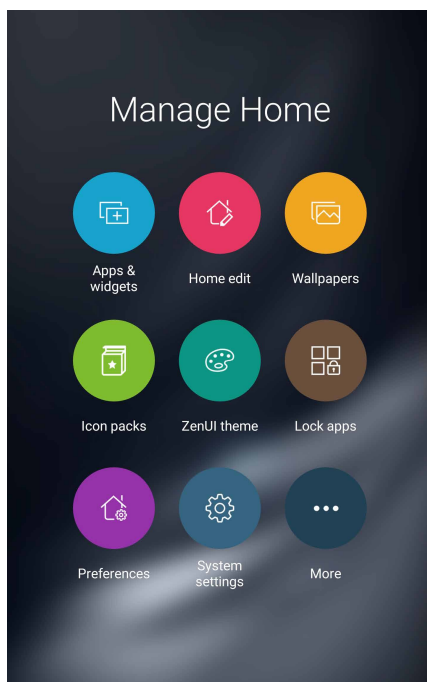 Manage Home
Apps &
widgets
Home edit
Wallpapers
Icon packs
ZenUI theme
Lock apps
Preferences
System
settings
More